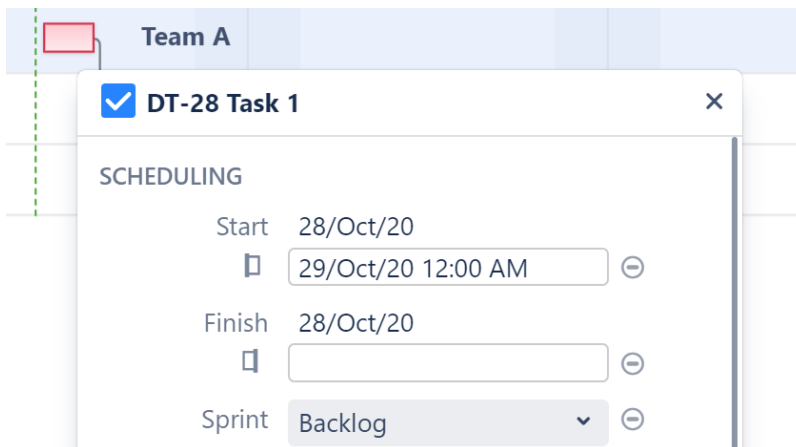 Team A
DT-28 Task 1
SCHEDULING
Start 28/Oct/20
29/Oct/20 12:00 AM
Finish 28/Oct/20
Sprint Backlog